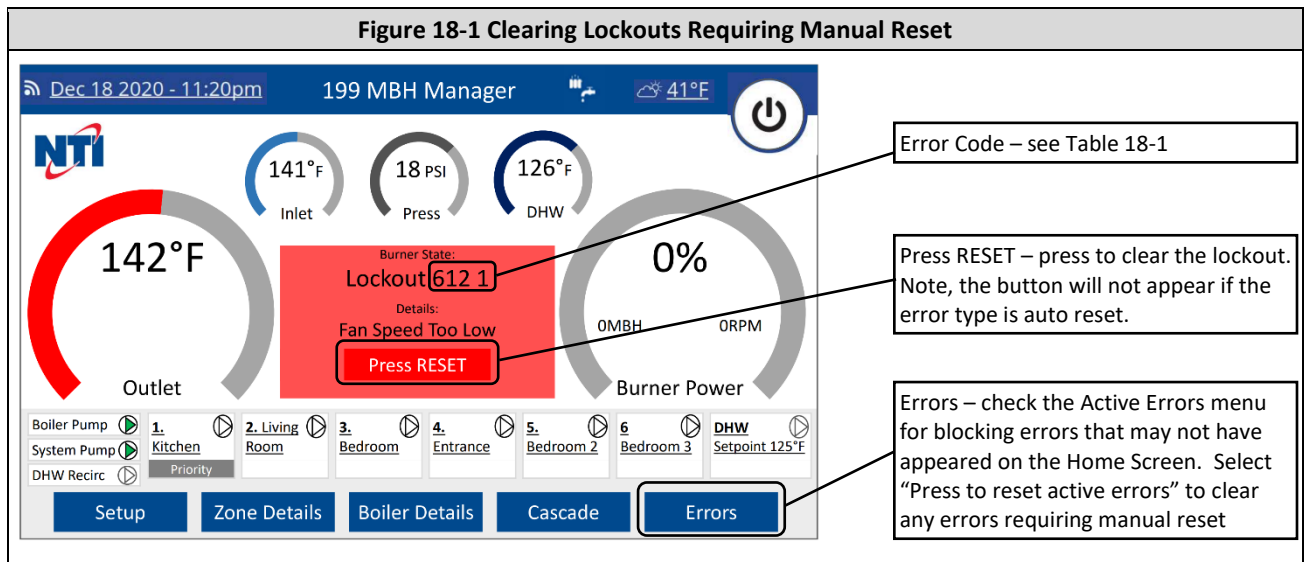 Figure 18-1 Clearing Lockouts Requiring Manual Reset
Dec 18 2020 - 11:20pm
199 MBH Manager
41°F
NTI
141°F
Inlet
18 PSI
Press
126°F
DHW
142°F
Outlet
Burner State:
Lockout 612 1
Details:
Fan Speed Too Low
Press RESET
0%
0MBH
0RPM
Burner Power
Boiler Pump
System Pump
DHW Recirc
1.
Kitchen
Priority
2. Living
Room
3.
Bedroom
4.
Entrance
5.
Bedroom 2
6
Bedroom 3
DHW
Setpoint 125°F
Setup
Zone Details
Boiler Details
Cascade
Errors
Error Code – see Table 18-1
Press RESET – press to clear the lockout.
Note, the button will not appear if the
error type is auto reset.
Errors – check the Active Errors menu
for blocking errors that may not have
appeared on the Home Screen.  Select
“Press to reset active errors” to clear
any errors requiring manual reset